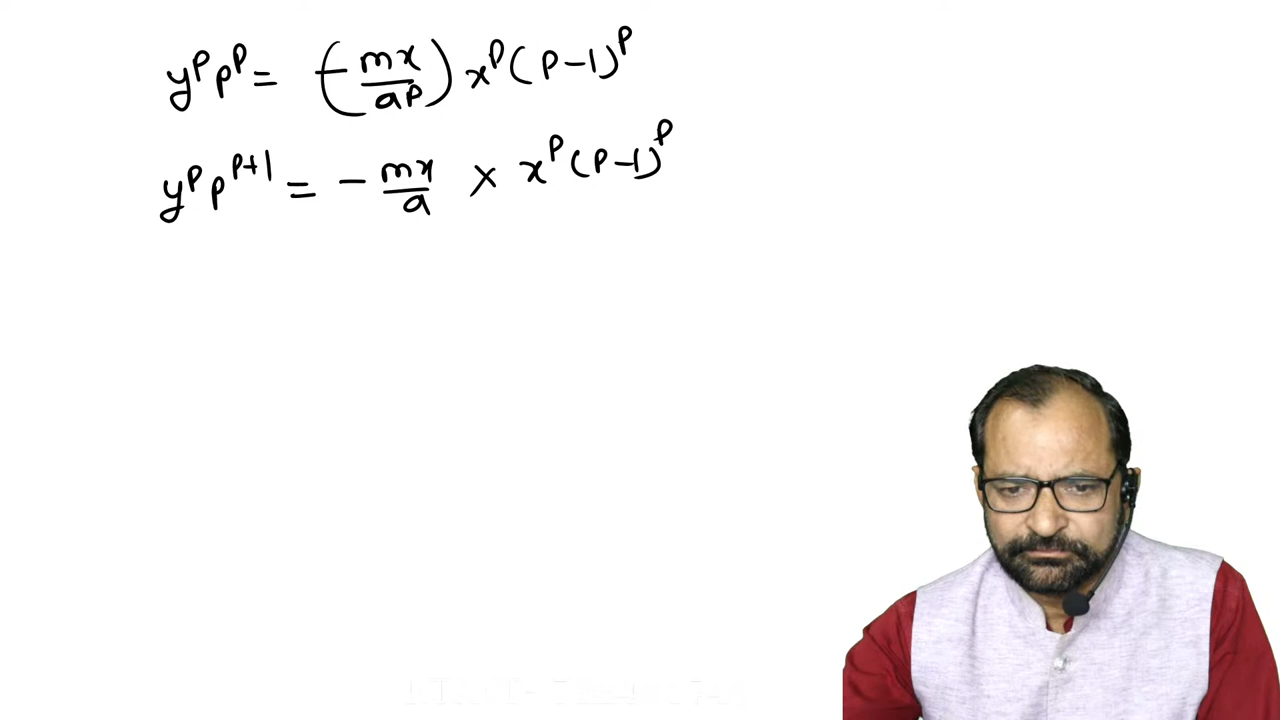 y^p p^p = (-mx/ap) x^p (p-1)^p
y^p p^(p+1) = -mx/a × x^p (p-1)^p